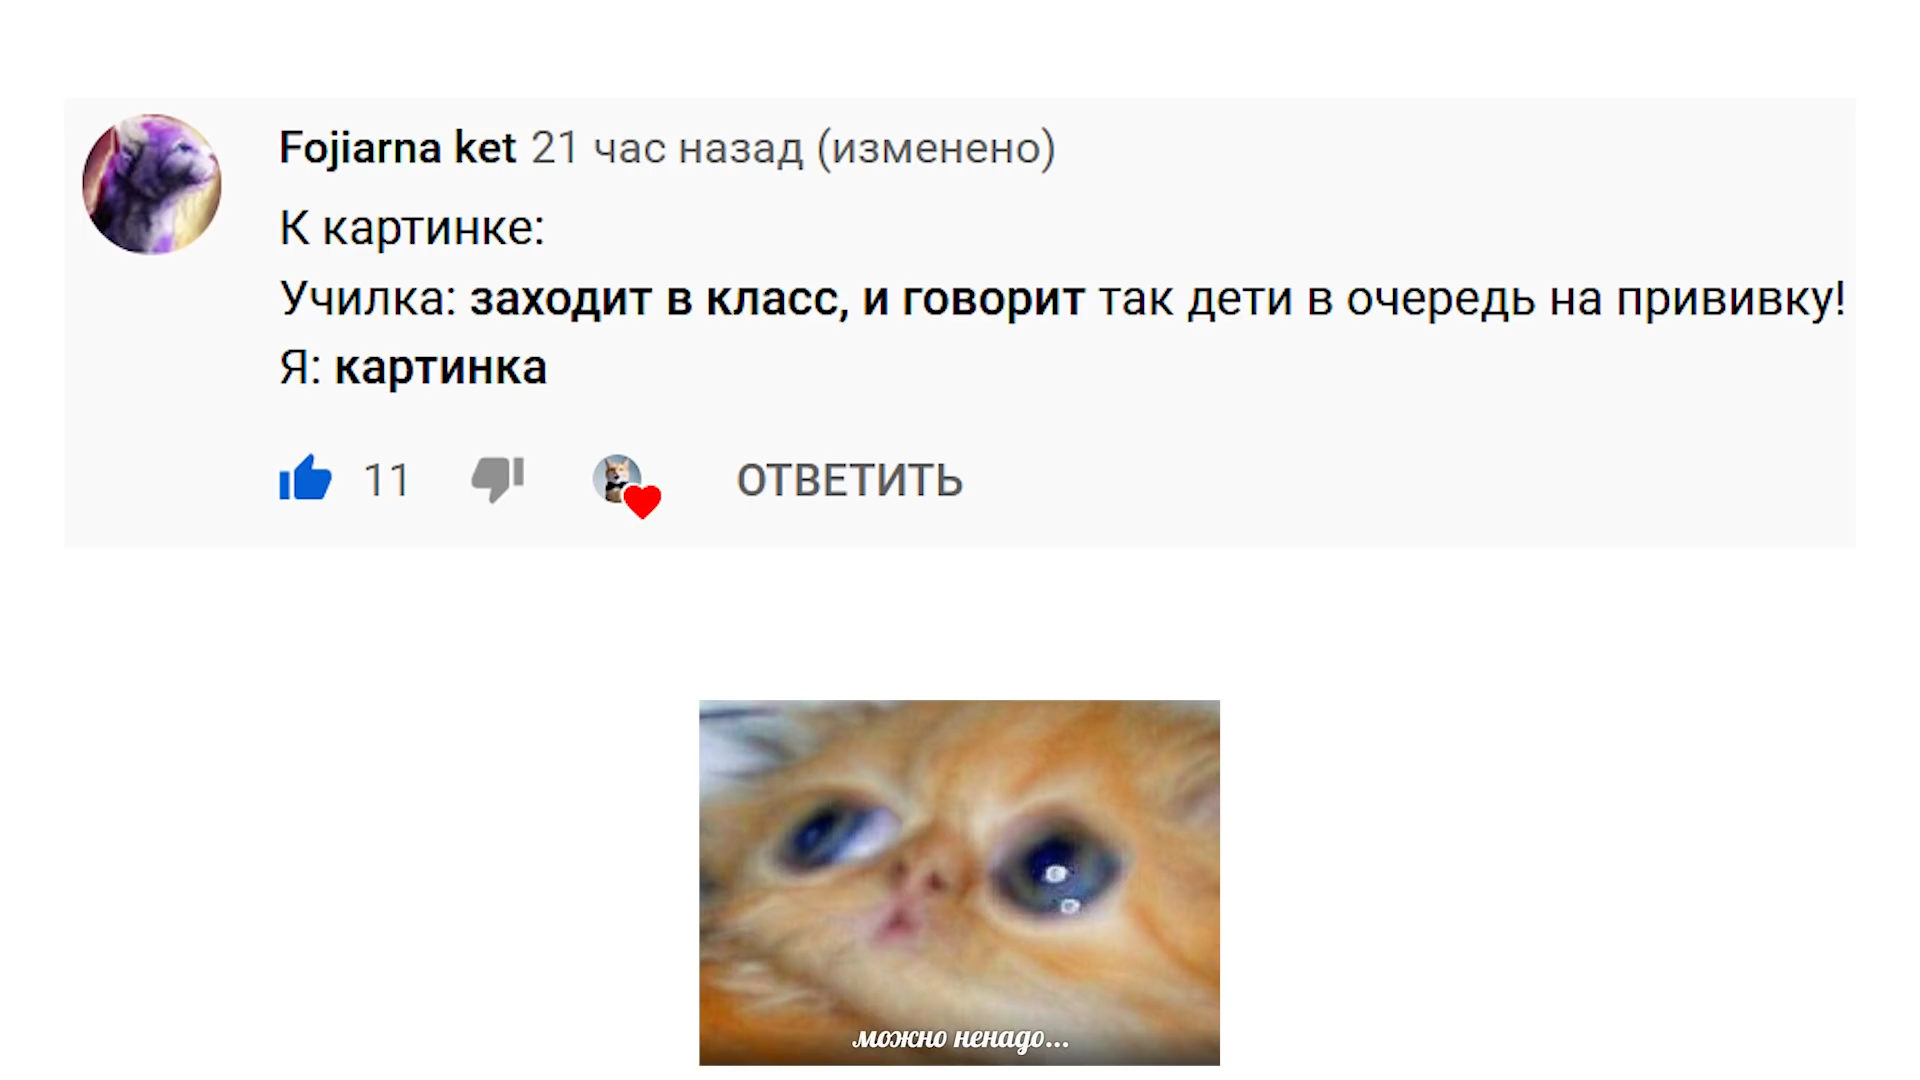 Fojiarna ket 21 час назад (изменено)
К картинке:
Училка: заходит в класс, и говорит так дети в очередь на прививку!
Я: картинка
11 ОТВЕТИТЬ
можно ненадо...